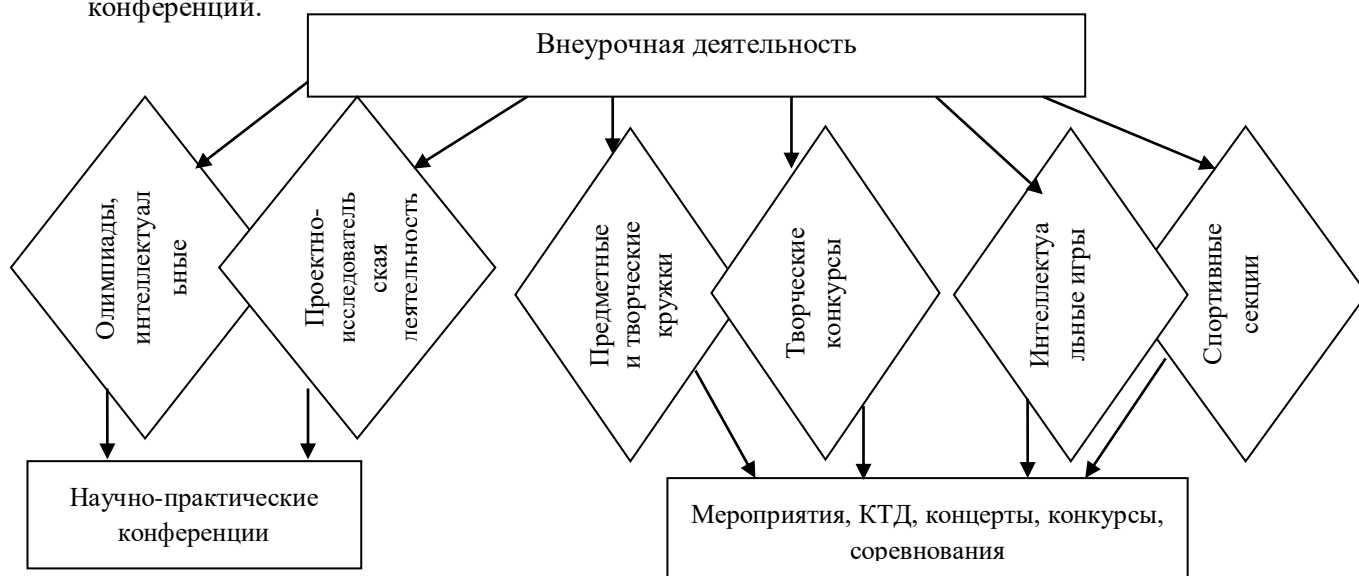 конференций.
Внеурочная деятельность
Олимпиады,
интеллектуал
ьные
Проектно-
исследователь
ская
деятельность
Предметные
и творческие
кружки
Творческие
конкурсы
Интеллектуа
льные игры
Спортивные
секции
Научно-практические
конференции
Мероприятия, КТД, концерты, конкурсы,
соревнования